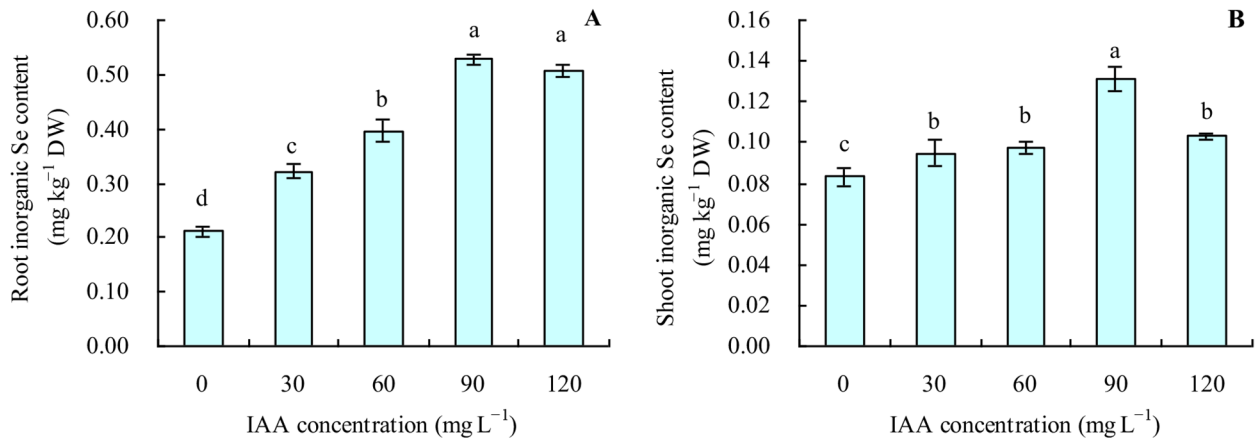 A
Root inorganic Se content
(mg kg⁻¹ DW)
0.60
0.50
0.40
0.30
0.20
0.10
0.00
d
c
b
a
a
0 30 60 90 120
IAA concentration (mg L⁻¹)
B
Shoot inorganic Se content
(mg kg⁻¹ DW)
0.16
0.14
0.12
0.10
0.08
0.06
0.04
0.02
0.00
c
b
b
a
b
0 30 60 90 120
IAA concentration (mg L⁻¹)